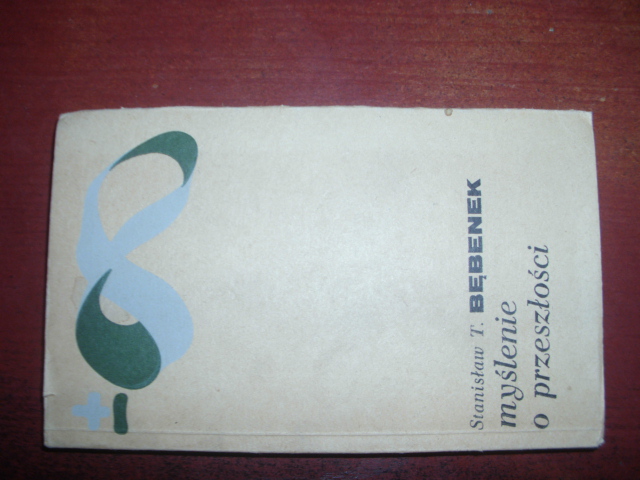 Stanisław T. BĘBENEK
myślenie
o przeszłości